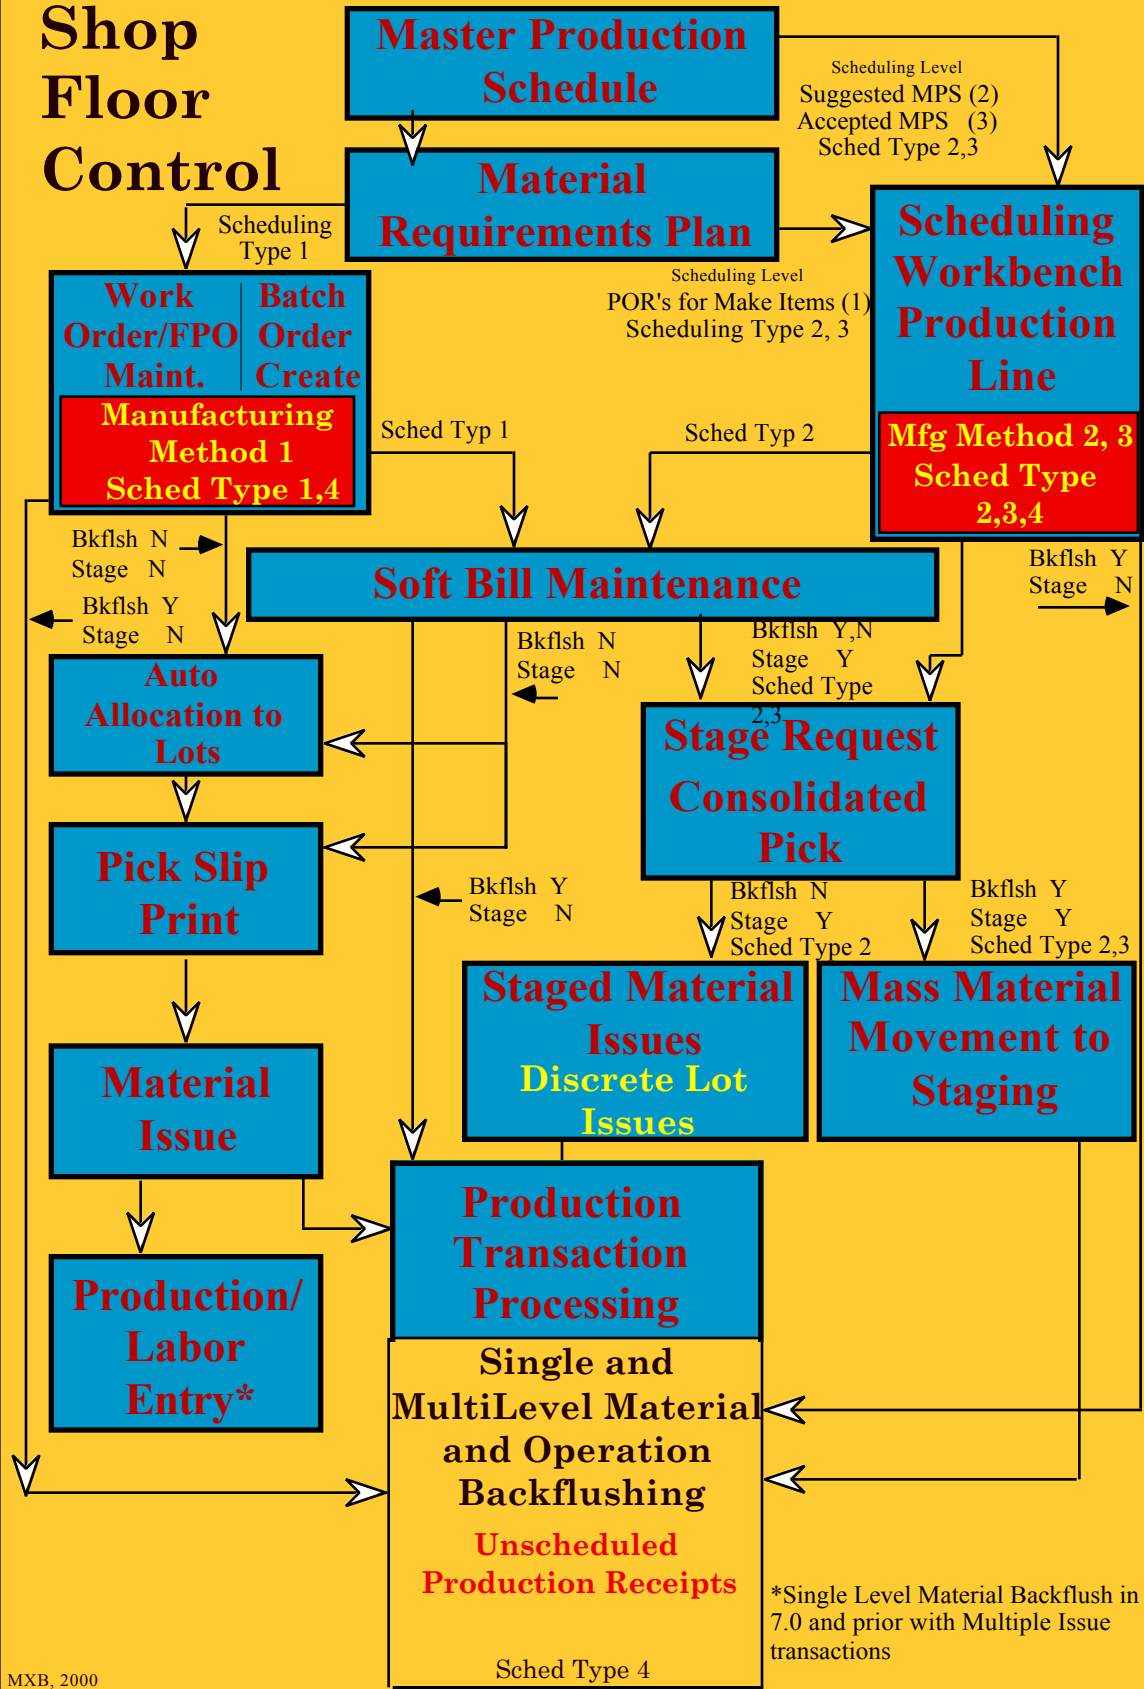 Shop
Floor
Control
Master Production
Schedule
Scheduling Level
Suggested MPS (2)
Accepted MPS (3)
Sched Type 2,3
Material
Requirements Plan
Scheduling
Type 1
Scheduling Level
POR's for Make Items (1)
Scheduling Type 2, 3
Scheduling
Workbench
Production
Line
Mfg Method 2, 3
Sched Type
2,3,4
Work
Order/FPO
Maint.
Batch
Order
Create
Manufacturing
Method 1
Sched Type 1,4
Sched Typ 1
Sched Typ 2
Bkflsh N
Stage N
Bkflsh Y
Stage N
Bkflsh Y
Stage N
Soft Bill Maintenance
Bkflsh N
Stage N
Bkflsh Y,N
Stage Y
Sched Type
2,3
Auto
Allocation to
Lots
Stage Request
Consolidated
Pick
Pick Slip
Print
Bkflsh Y
Stage N
Bkflsh N
Stage Y
Sched Type 2
Bkflsh Y
Stage Y
Sched Type 2,3
Staged Material
Issues
Discrete Lot
Issues
Mass Material
Movement to
Staging
Material
Issue
Production
Transaction
Processing
Production/
Labor
Entry*
Single and
MultiLevel Material
and Operation
Backflushing
Unscheduled
Production Receipts
Sched Type 4
*Single Level Material Backflush in
7.0 and prior with Multiple Issue
transactions
MXB, 2000